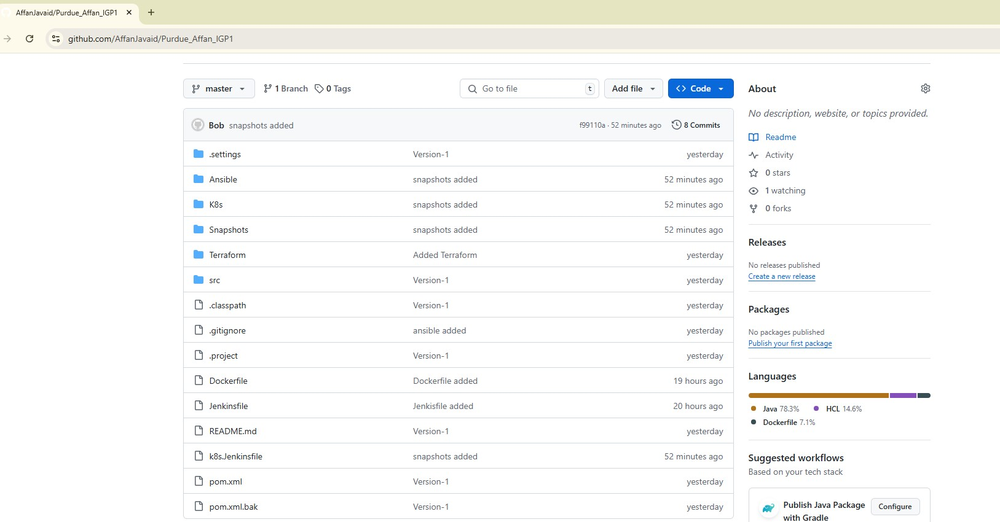 AffanJavaid/Purdue_Affan_IGP1
github.com/AffanJavaid/Purdue_Affan_IGP1
master 1 Branch 0 Tags Go to file t Add file Code
Bob snapshots added f99110a · 52 minutes ago 8 Commits
.settings Version-1 yesterday
Ansible snapshots added 52 minutes ago
K8s snapshots added 52 minutes ago
Snapshots snapshots added 52 minutes ago
Terraform Added Terraform yesterday
src Version-1 yesterday
.classpath Version-1 yesterday
.gitignore ansible added yesterday
.project Version-1 yesterday
Dockerfile Dockerfile added 19 hours ago
Jenkinsfile Jenkisfile added 20 hours ago
README.md Version-1 yesterday
k8s.Jenkinsfile snapshots added 52 minutes ago
pom.xml Version-1 yesterday
pom.xml.bak Version-1 yesterday
About
No description, website, or topics provided.
Readme
Activity
0 stars
1 watching
0 forks
Releases
No releases published
Create a new release
Packages
No packages published
Publish your first package
Languages
Java 78.3% HCL 14.6%
Dockerfile 7.1%
Suggested workflows
Based on your tech stack
Publish Java Package Configure
with Gradle